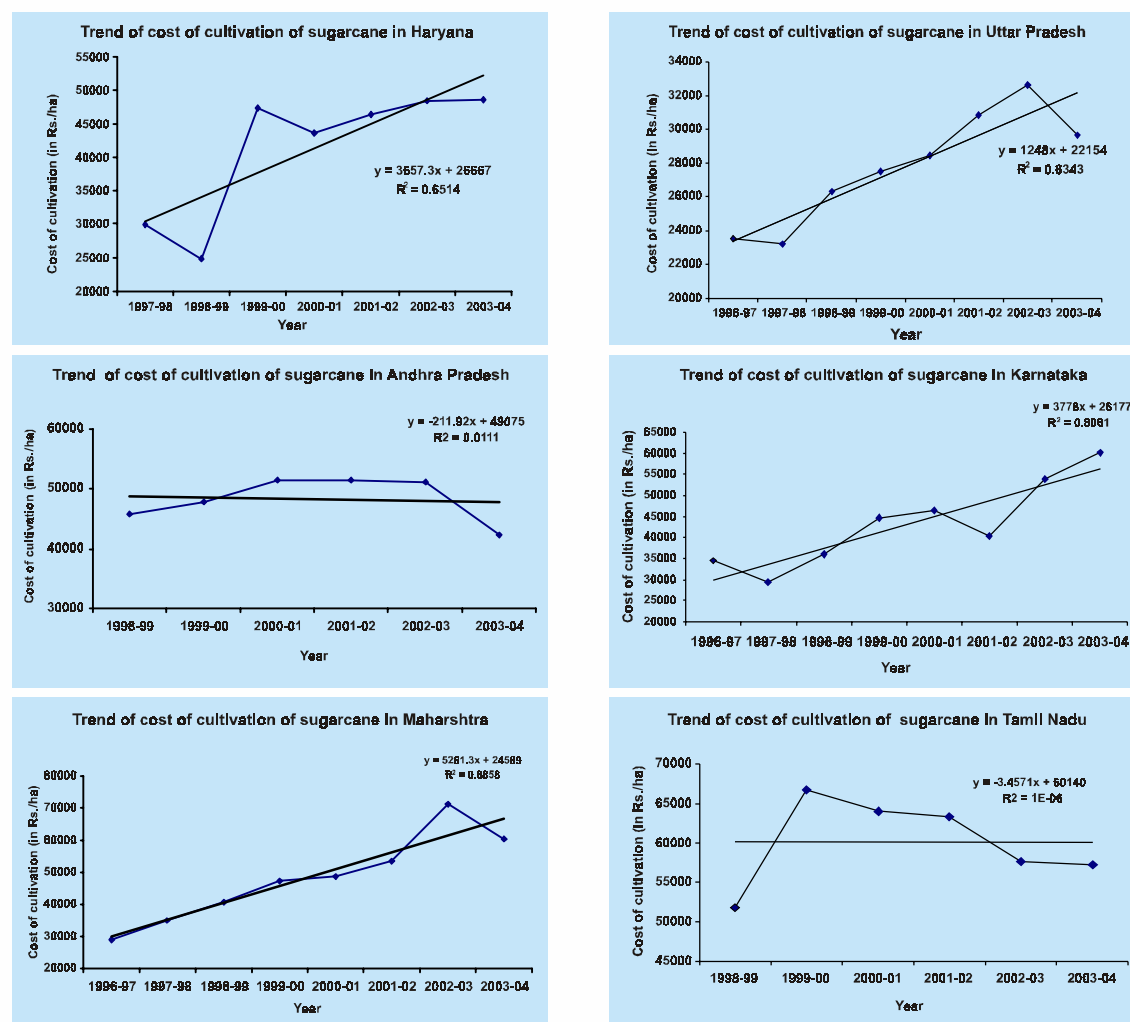 Trend of cost of cultivation of sugarcane in Haryana
55000
50000
45000
40000
35000
30000
25000
20000
Cost of cultivation (in Rs./ha)
y = 3657.3x + 26667
R² = 0.6514
1997-98 1998-99 1999-00 2000-01 2001-02 2002-03 2003-04
Year
Trend of cost of cultivation of sugarcane in Uttar Pradesh
34000
32000
30000
28000
26000
24000
22000
20000
Cost of cultivation (in Rs./ha)
y = 1248x + 22154
R² = 0.8343
1996-97 1997-98 1998-99 1999-00 2000-01 2001-02 2002-03 2003-04
Year
Trend of cost of cultivation of sugarcane in Andhra Pradesh
60000
50000
40000
30000
Cost of cultivation (in Rs./ha)
y = -211.92x + 49075
R2 = 0.0111
1998-99 1999-00 2000-01 2001-02 2002-03 2003-04
Year
Trend of cost of cultivation of sugarcane in Karnataka
65000
60000
55000
50000
45000
40000
35000
30000
25000
20000
Cost of cultivation (in Rs./ha)
y = 3778x + 26177
R² =
1996-97 1997-98 1998-99 1999-00 2000-01 2001-02 2002-03 2003-04
Year
Trend of cost of cultivation of sugarcane in Maharshtra
80000
70000
60000
50000
40000
30000
20000
Cost of cultivation (in Rs./ha)
y = +
R² = 0.8858
1996-97 1997-98 1998-99 1999-00 2000-01 2001-02 2002-03 2003-04
Year
Trend of cost of cultivation of sugarcane in Tamil Nadu
70000
65000
60000
55000
50000
45000
Cost of cultivation (in Rs./ha)
y = -3.4571x + 60140
R2 = 1E-06
1998-99 1999-00 2000-01 2001-02 2002-03 2003-04
Year